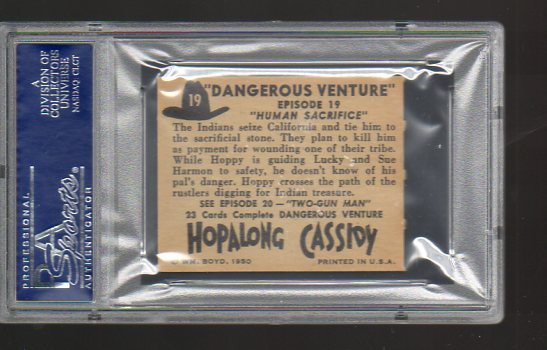 A
DIVISION OF
COLLECTORS
UNIVERSE
NASDAQ: CLCT
PROFESSIONAL
PSA
Sports
AUTHENTICATOR
19
"DANGEROUS VENTURE"
EPISODE 19
"HUMAN SACRIFICE"
The Indians seize California and tie him to
the sacrificial stone. They plan to kill him
as payment for wounding one of their tribe.
While Hoppy is guiding Lucky and Sue
Harmon to safety, he doesn't know of his
pal's danger. Hoppy crosses the path of the
rustlers digging for Indian treasure.
SEE EPISODE 20—"TWO-GUN MAN"
23 Cards Complete DANGEROUS VENTURE
HOPALONG CASSIDY
© WM. BOYD, 1950
PRINTED IN U.S.A.